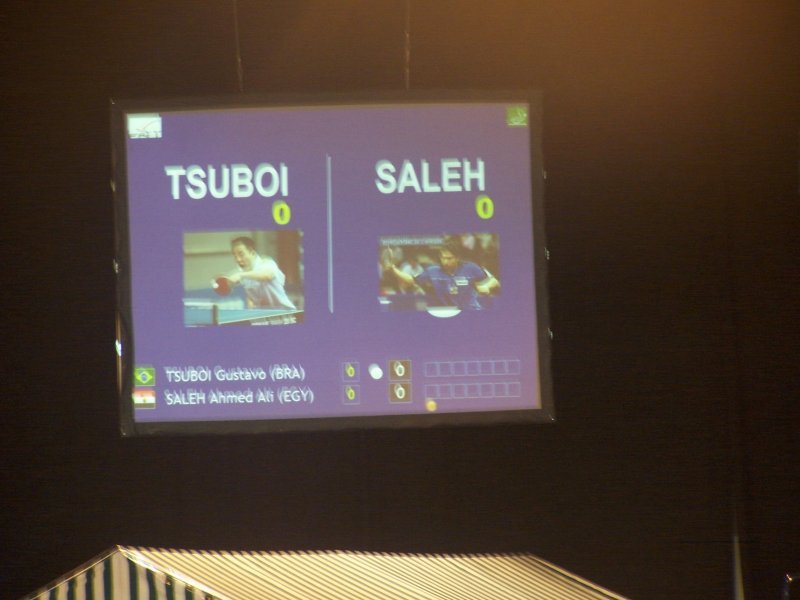 TSUBOI SALEH
0 0
TSUBOI Gustavo (BRA) 0 0
SALEH Ahmed Ali (EGY) 0 0